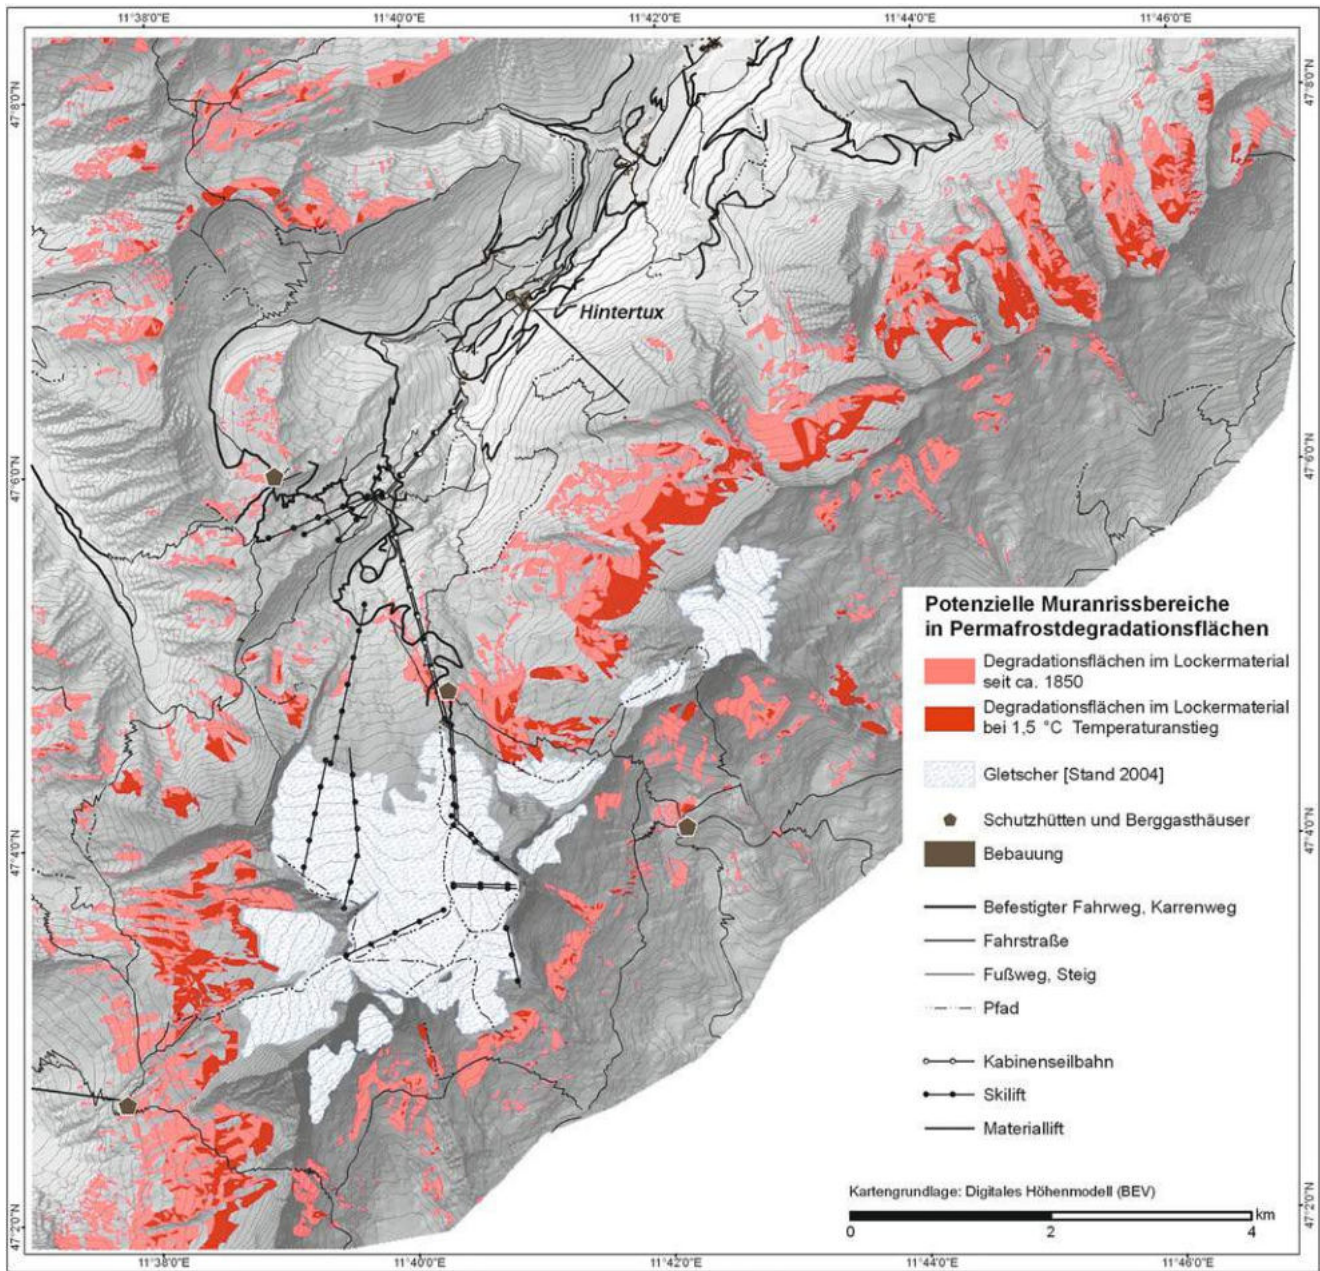 11°38'0"E 11°40'0"E 11°42'0"E 11°44'0"E 11°46'0"E
47°8'0"N 47°8'0"N
Hintertux
47°6'0"N 47°6'0"N
Potenzielle Muranrissbereiche
in Permafrostdegradationsflächen
Degradationsflächen im Lockermaterial
seit ca. 1850
Degradationsflächen im Lockermaterial
bei 1,5 °C Temperaturanstieg
Gletscher [Stand 2004]
Schutzhütten und Berggasthäuser
47°4'0"N 47°4'0"N
Bebauung
Befestigter Fahrweg, Karrenweg
Fahrstraße
Fußweg, Steig
Pfad
Kabinenseilbahn
Skilift
Materiallift
Kartengrundlage: Digitales Höhenmodell (BEV)
km
0 2 4
47°2'0"N 47°2'0"N
11°38'0"E 11°40'0"E 11°42'0"E 11°44'0"E 11°46'0"E